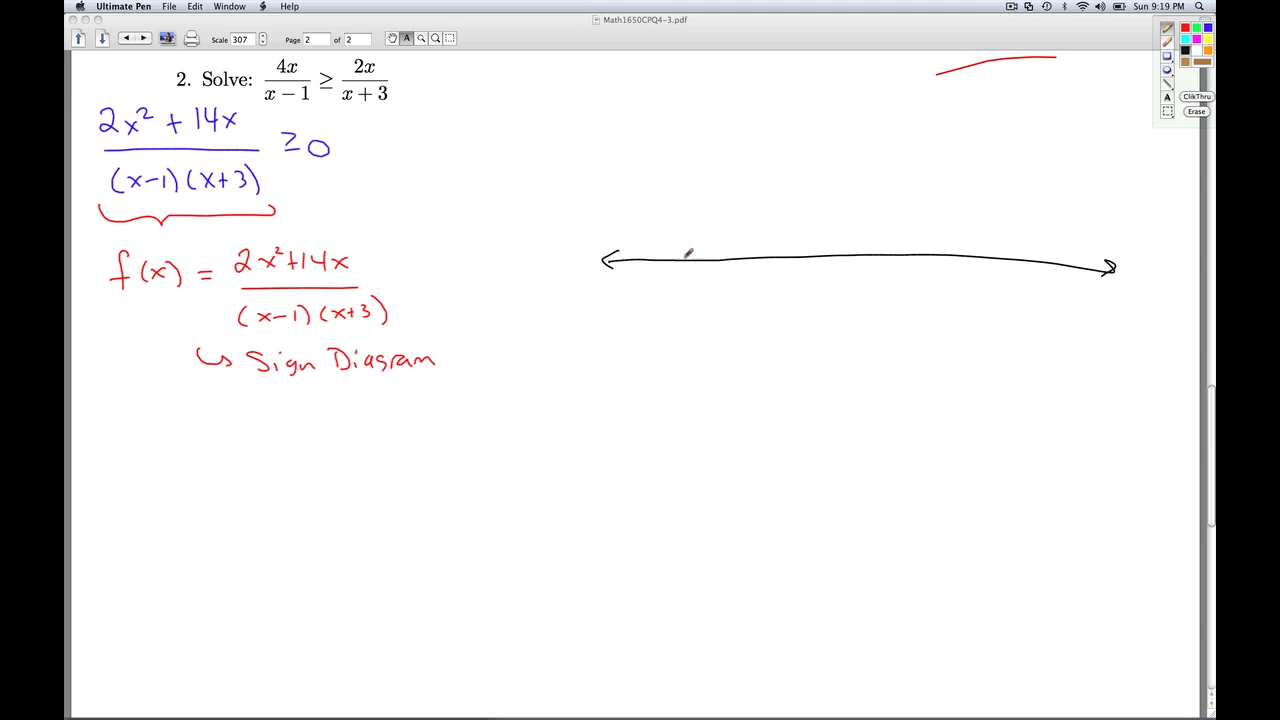 Ultimate Pen File Edit Window Help Sun 9:19 PM
Math1650CPQ4-3.pdf
Scale 307 Page 2 of 2
A
2. Solve: 4x/(x − 1) ≥ 2x/(x + 3)
(2x² + 14x)/((x-1)(x+3)) ≥ 0
f(x) = (2x²+14x)/((x-1)(x+3))
↳ Sign Diagram
A
ClikThru
Erase